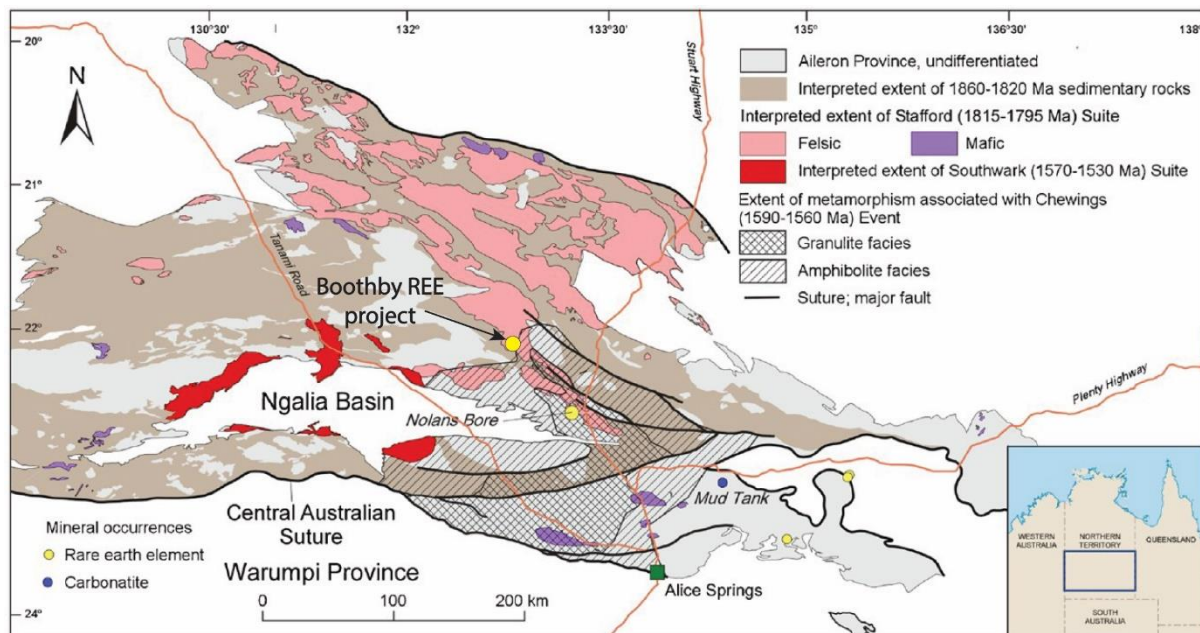 130°30'
132°
133°30'
135°
136°30'
138°
20°
21°
22°
24°
N
Stuart Highway
Tanami Road
Plenty Highway
Boothby REE
project
Ngalia Basin
Nolans Bore
Mud Tank
Central Australian
Suture
Warumpi Province
Alice Springs
Mineral occurrences
Rare earth element
Carbonatite
0 100 200 km
Aileron Province, undifferentiated
Interpreted extent of 1860-1820 Ma sedimentary rocks
Interpreted extent of Stafford (1815-1795 Ma) Suite
Felsic Mafic
Interpreted extent of Southwark (1570-1530 Ma) Suite
Extent of metamorphism associated with Chewings
(1590-1560 Ma) Event
Granulite facies
Amphibolite facies
Suture; major fault
WESTERN
AUSTRALIA
NORTHERN
TERRITORY
QUEENSLAND
SOUTH
AUSTRALIA